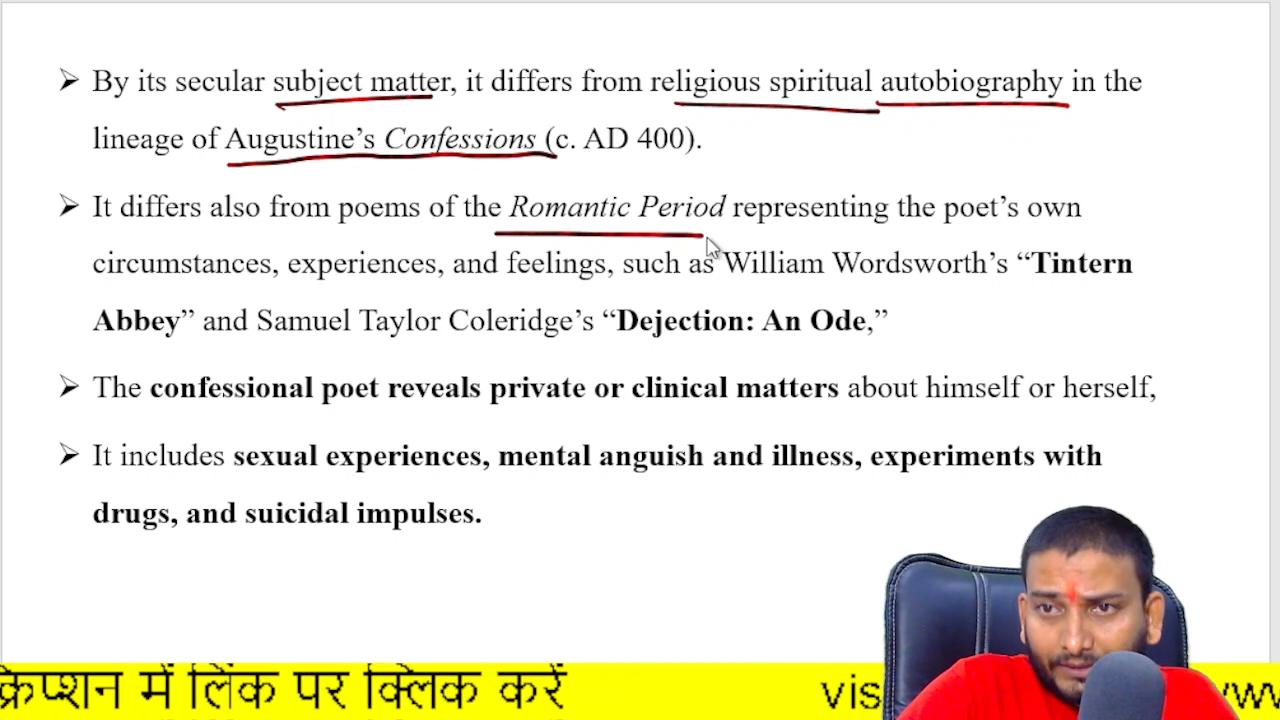 ➢ By its secular subject matter, it differs from religious spiritual autobiography in the
lineage of Augustine’s Confessions (c. AD 400).
➢ It differs also from poems of the Romantic Period representing the poet’s own
circumstances, experiences, and feelings, such as William Wordsworth’s “Tintern
Abbey” and Samuel Taylor Coleridge’s “Dejection: An Ode,”
➢ The confessional poet reveals private or clinical matters about himself or herself,
➢ It includes sexual experiences, mental anguish and illness, experiments with
drugs, and suicidal impulses.
में लिंक पर क्लिक करें